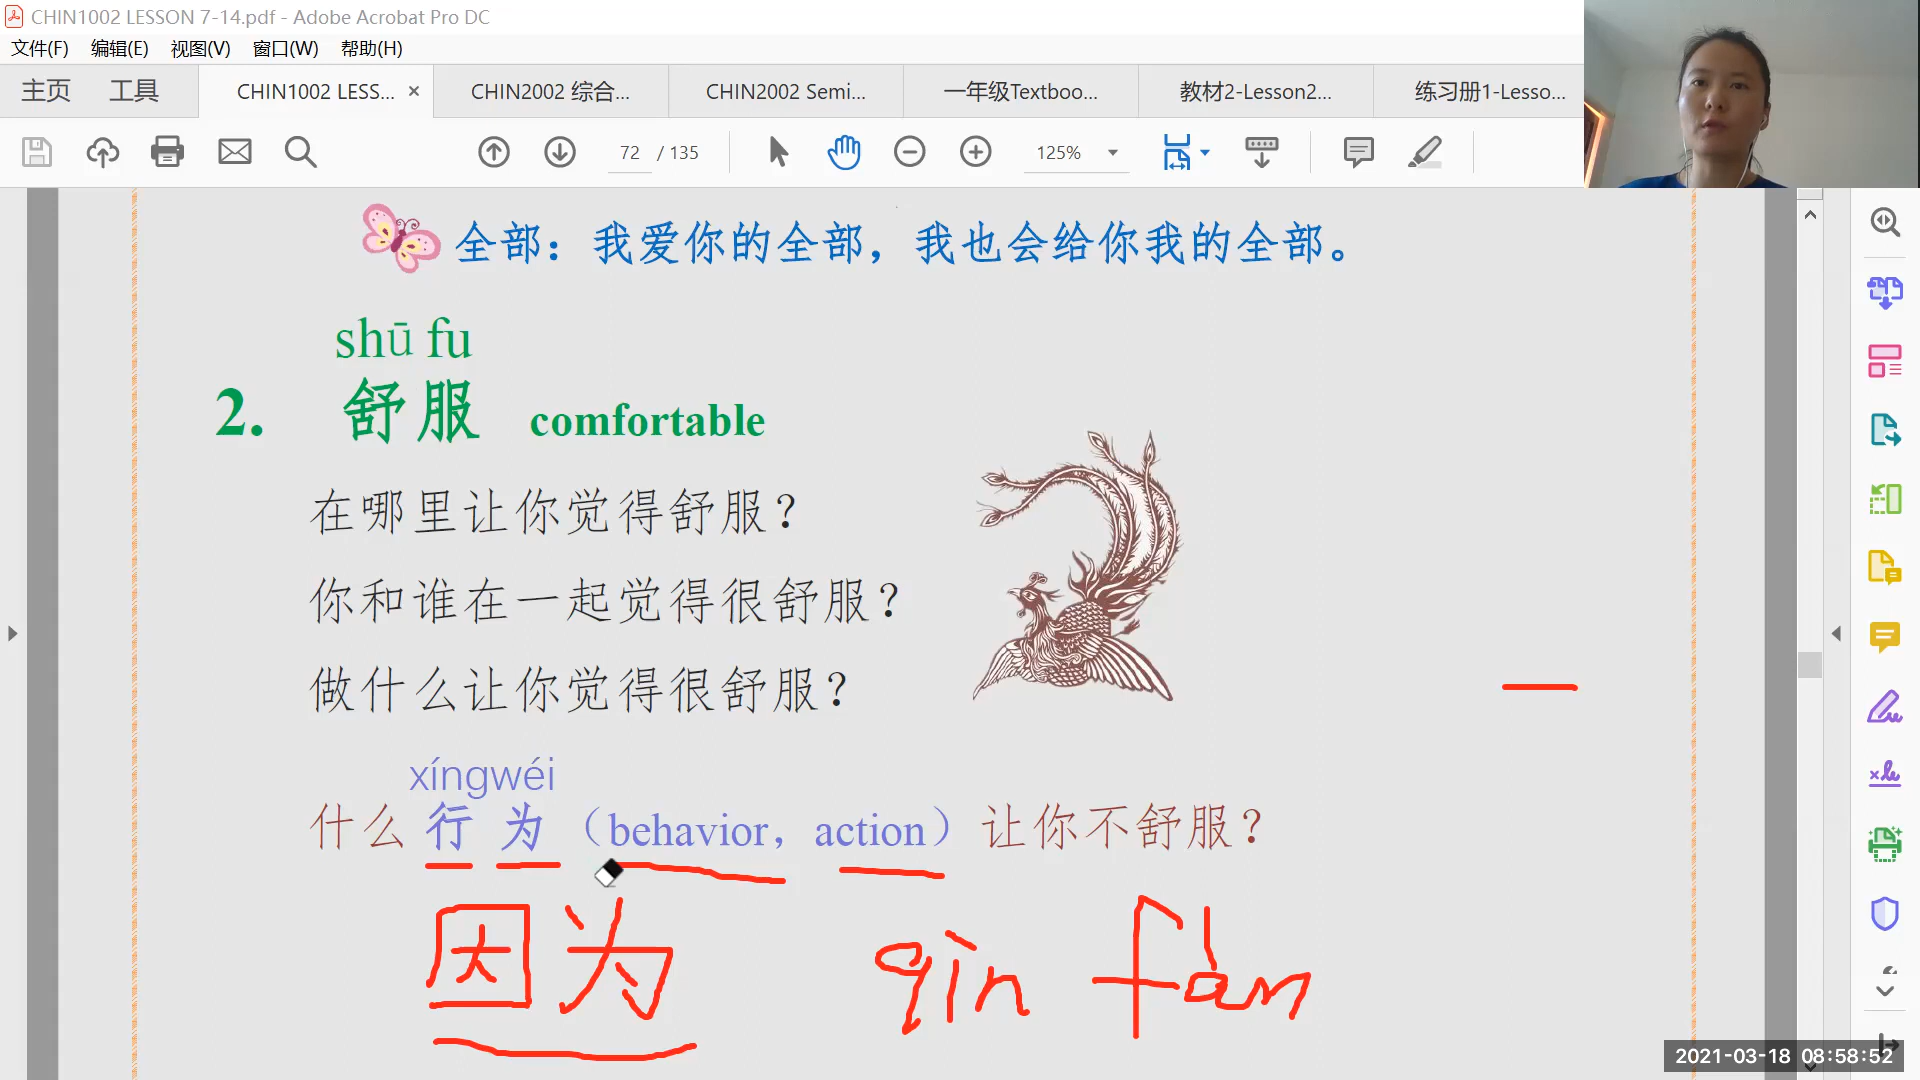 CHIN1002 LESSON 7-14.pdf - Adobe Acrobat Pro DC
文件(F) 编辑(E) 视图(V) 窗口(W) 帮助(H)
主页 工具 CHIN1002 LESS... × CHIN2002 综合... CHIN2002 Semi... 一年级Textboo... 教材2-Lesson2... 练习册1-Lesso...
72 / 135 125%
全部：我爱你的全部，我也会给你我的全部。
shū fu
2. 舒服 comfortable
在哪里让你觉得舒服？
你和谁在一起觉得很舒服？
做什么让你觉得很舒服？
xíngwéi
什么 行 为 （behavior，action）让你不舒服？
因为 qīn fàn
2021-03-18 08:58:52